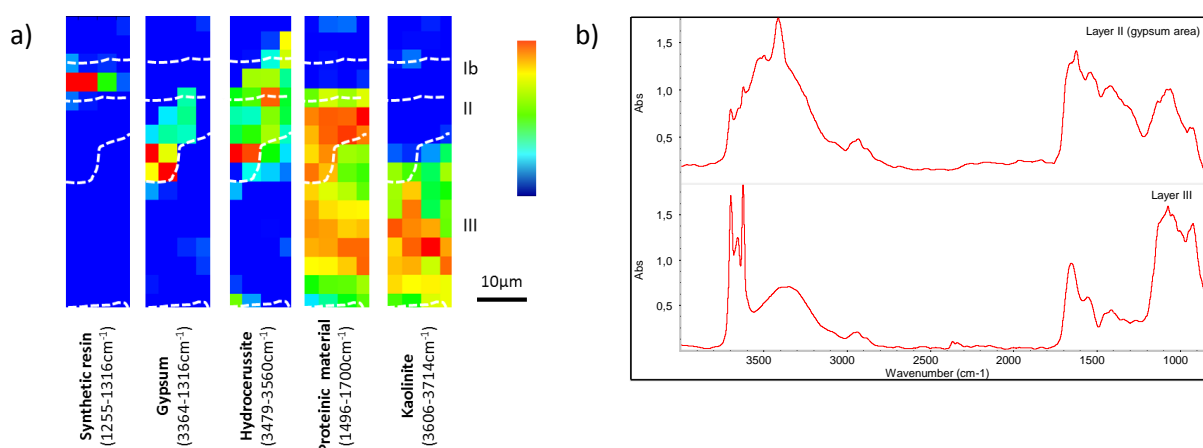 a)
Ib
II
III
10µm
Synthetic resin
(1255-1316cm-1)
Gypsum
(3364-1316cm-1)
Hydrocerussite
(3479-3560cm-1)
Proteinic material
(1496-1700cm-1)
Kaolinite
(3606-3714cm-1)
b)
Layer II (gypsum area)
Abs
1,5
1,0
0,5
Layer III
Abs
1,5
1,0
0,5
3500 3000 2500 2000 1500 1000
Wavenumber (cm-1)